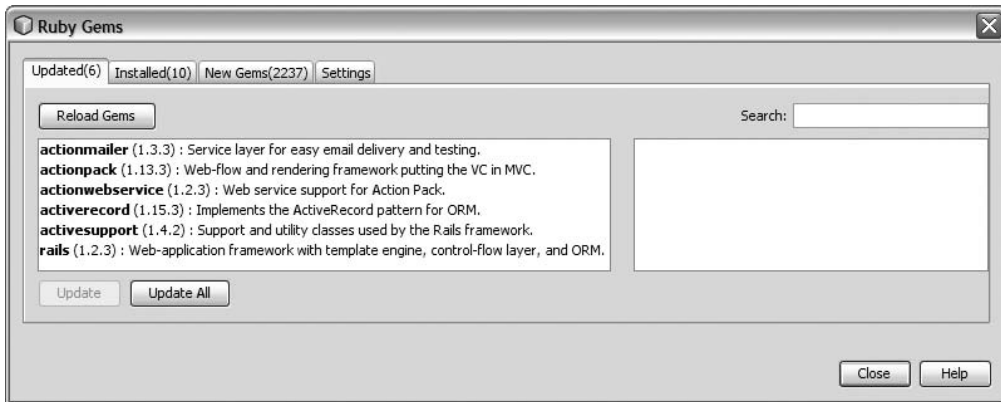 Ruby Gems
Updated(6) Installed(10) New Gems(2237) Settings
Reload Gems Search:
actionmailer (1.3.3) : Service layer for easy email delivery and testing.
actionpack (1.13.3) : Web-flow and rendering framework putting the VC in MVC.
actionwebservice (1.2.3) : Web service support for Action Pack.
activerecord (1.15.3) : Implements the ActiveRecord pattern for ORM.
activesupport (1.4.2) : Support and utility classes used by the Rails framework.
rails (1.2.3) : Web-application framework with template engine, control-flow layer, and ORM.
Update Update All
Close Help